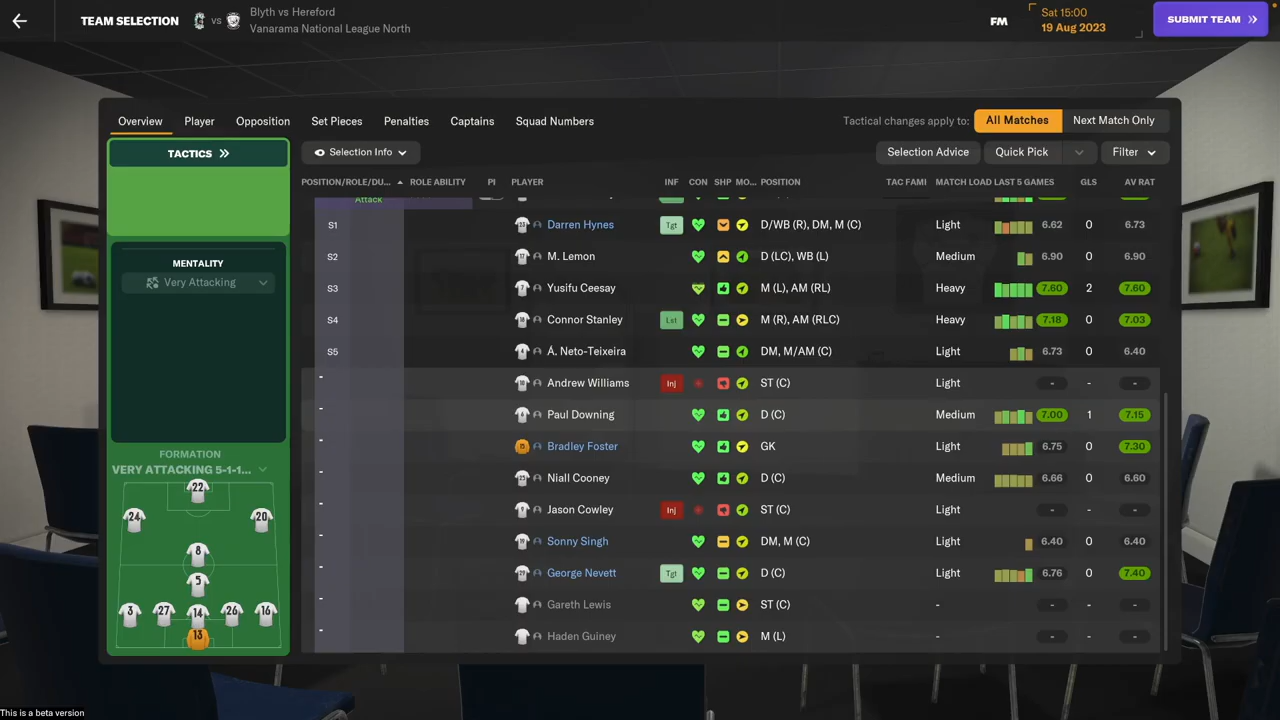 TEAM SELECTION
vs
Blyth vs Hereford
Vanarama National League North
FM
Sat 15:00
19 Aug 2023
SUBMIT TEAM
Overview Player Opposition Set Pieces Penalties Captains Squad Numbers
Tactical changes apply to: All Matches Next Match Only
TACTICS
Selection Info
Selection Advice Quick Pick Filter
POSITION/ROLE/DU... ROLE ABILITY PI PLAYER INF CON SHP MO... POSITION TAC FAMI MATCH LOAD LAST 5 GAMES GLS AV RAT
Attack
S1 Darren Hynes Tgt D/WB (R), DM, M (C) Light 6.62 0 6.73
S2 M. Lemon D (LC), WB (L) Medium 6.90 0 6.90
S3 Yusifu Ceesay M (L), AM (RL) Heavy 7.60 2 7.60
S4 Connor Stanley Lst M (R), AM (RLC) Heavy 7.18 0 7.03
S5 Á. Neto-Teixeira DM, M/AM (C) Light 6.73 0 6.40
- Andrew Williams Inj ST (C) Light - - -
- Paul Downing D (C) Medium 7.00 1 7.15
- Bradley Foster GK Light 6.75 0 7.30
- Niall Cooney D (C) Medium 6.66 0 6.60
- Jason Cowley Inj ST (C) Light - - -
- Sonny Singh DM, M (C) Light 6.40 0 6.40
- George Nevett Tgt D (C) Light 6.76 0 7.40
- Gareth Lewis ST (C) - - - -
- Haden Guiney M (L) - - - -
MENTALITY
Very Attacking
FORMATION
VERY ATTACKING 5-1-1...
22
24 20
8
5
3 27 14 26 16
13
This is a beta version